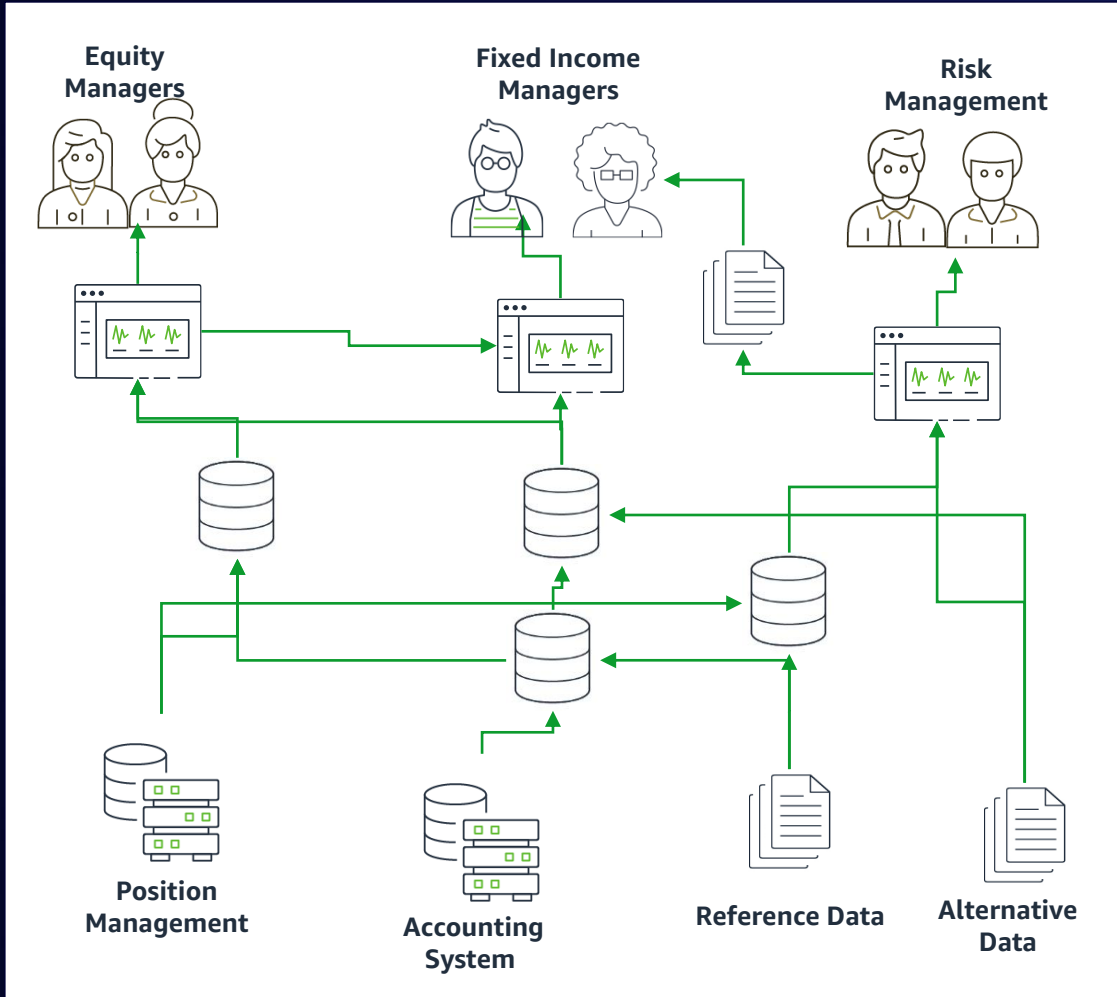 Equity
Managers
Fixed Income
Managers
Risk
Management
Position
Management
Accounting
System
Reference Data
Alternative
Data